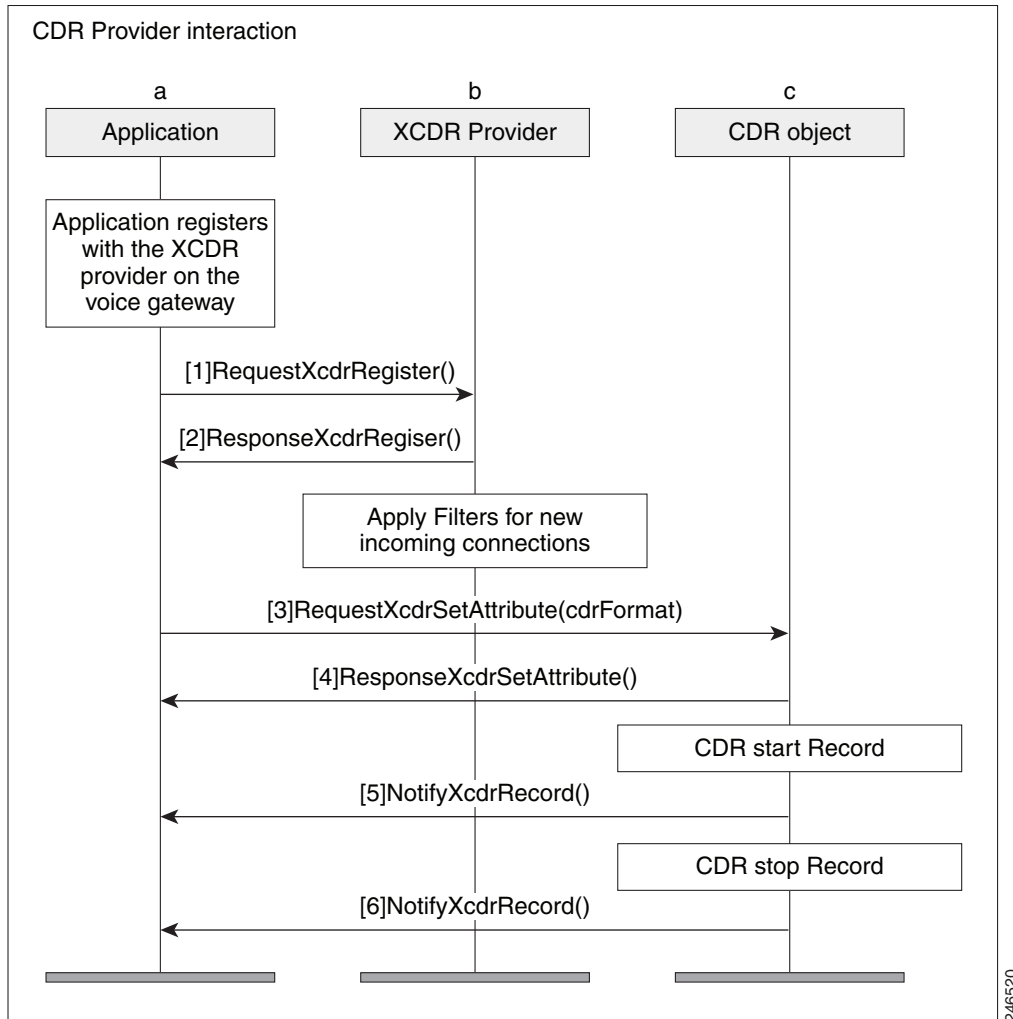 CDR Provider interaction
a
b
c
Application
XCDR Provider
CDR object
Application registers
with the XCDR
provider on the
voice gateway
[1]RequestXcdrRegister()
[2]ResponseXcdrRegiser()
Apply Filters for new
incoming connections
[3]RequestXcdrSetAttribute(cdrFormat)
[4]ResponseXcdrSetAttribute()
CDR start Record
[5]NotifyXcdrRecord()
CDR stop Record
[6]NotifyXcdrRecord()
246520